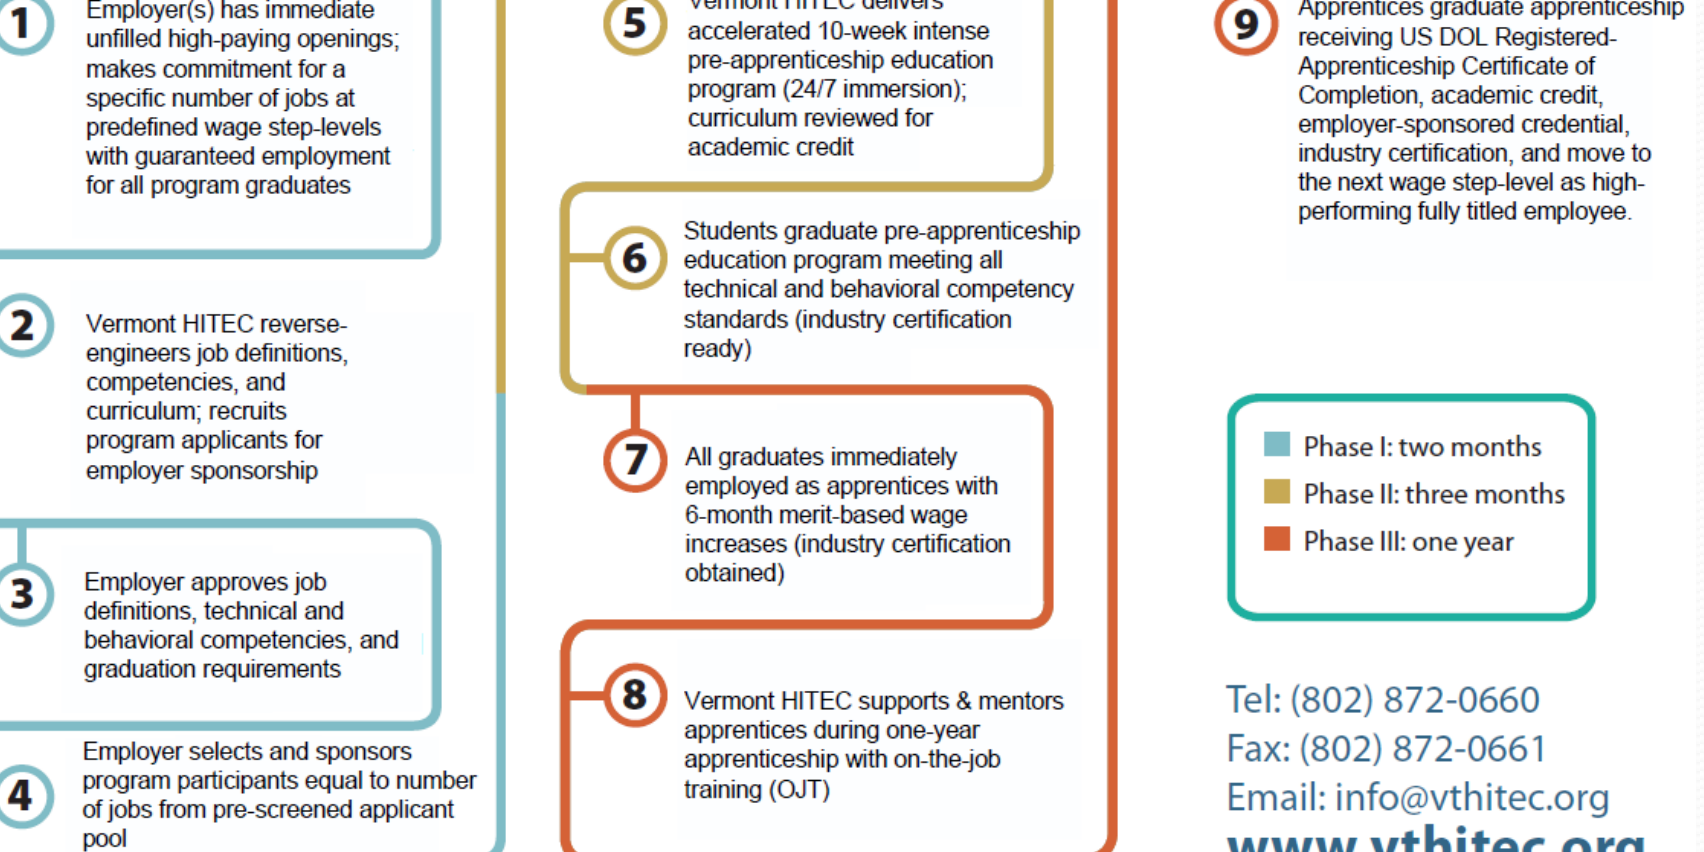 1
Employer(s) has immediate
unfilled high-paying openings;
makes commitment for a
specific number of jobs at
predefined wage step-levels
with guaranteed employment
for all program graduates
2
Vermont HITEC reverse-
engineers job definitions,
competencies, and
curriculum; recruits
program applicants for
employer sponsorship
3
Employer approves job
definitions, technical and
behavioral competencies, and
graduation requirements
4
Employer selects and sponsors
program participants equal to number
of jobs from pre-screened applicant
pool
5
Vermont HITEC delivers
accelerated 10-week intense
pre-apprenticeship education
program (24/7 immersion);
curriculum reviewed for
academic credit
6
Students graduate pre-apprenticeship
education program meeting all
technical and behavioral competency
standards (industry certification
ready)
7
All graduates immediately
employed as apprentices with
6-month merit-based wage
increases (industry certification
obtained)
8
Vermont HITEC supports & mentors
apprentices during one-year
apprenticeship with on-the-job
training (OJT)
9
Apprentices graduate apprenticeship
receiving US DOL Registered-
Apprenticeship Certificate of
Completion, academic credit,
employer-sponsored credential,
industry certification, and move to
the next wage step-level as high-
performing fully titled employee.
Phase I: two months
Phase II: three months
Phase III: one year
Tel: (802) 872-0660
Fax: (802) 872-0661
Email: info@vthitec.org
www.vthitec.org